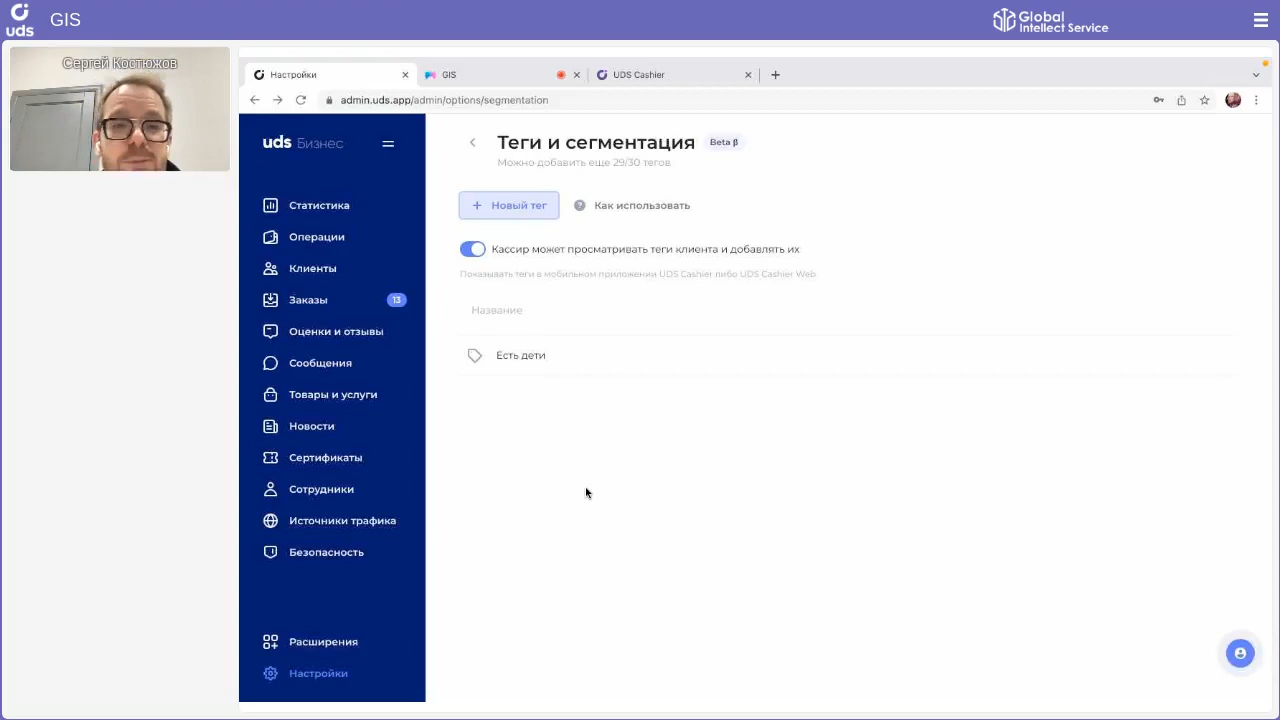 uds
GIS
Global
Intellect Service
Сергей Костюжов
Настройки
GIS
UDS Cashier
admin.uds.app/admin/options/segmentation
uds Бизнес
Статистика
Операции
Клиенты
Заказы 13
Оценки и отзывы
Сообщения
Товары и услуги
Новости
Сертификаты
Сотрудники
Источники трафика
Безопасность
Расширения
Настройки
Теги и сегментация Beta β
Можно добавить еще 29/30 тегов
+ Новый тег
Как использовать
Кассир может просматривать теги клиента и добавлять их
Показывать теги в мобильном приложении UDS Cashier либо UDS Cashier Web
Название
Есть дети